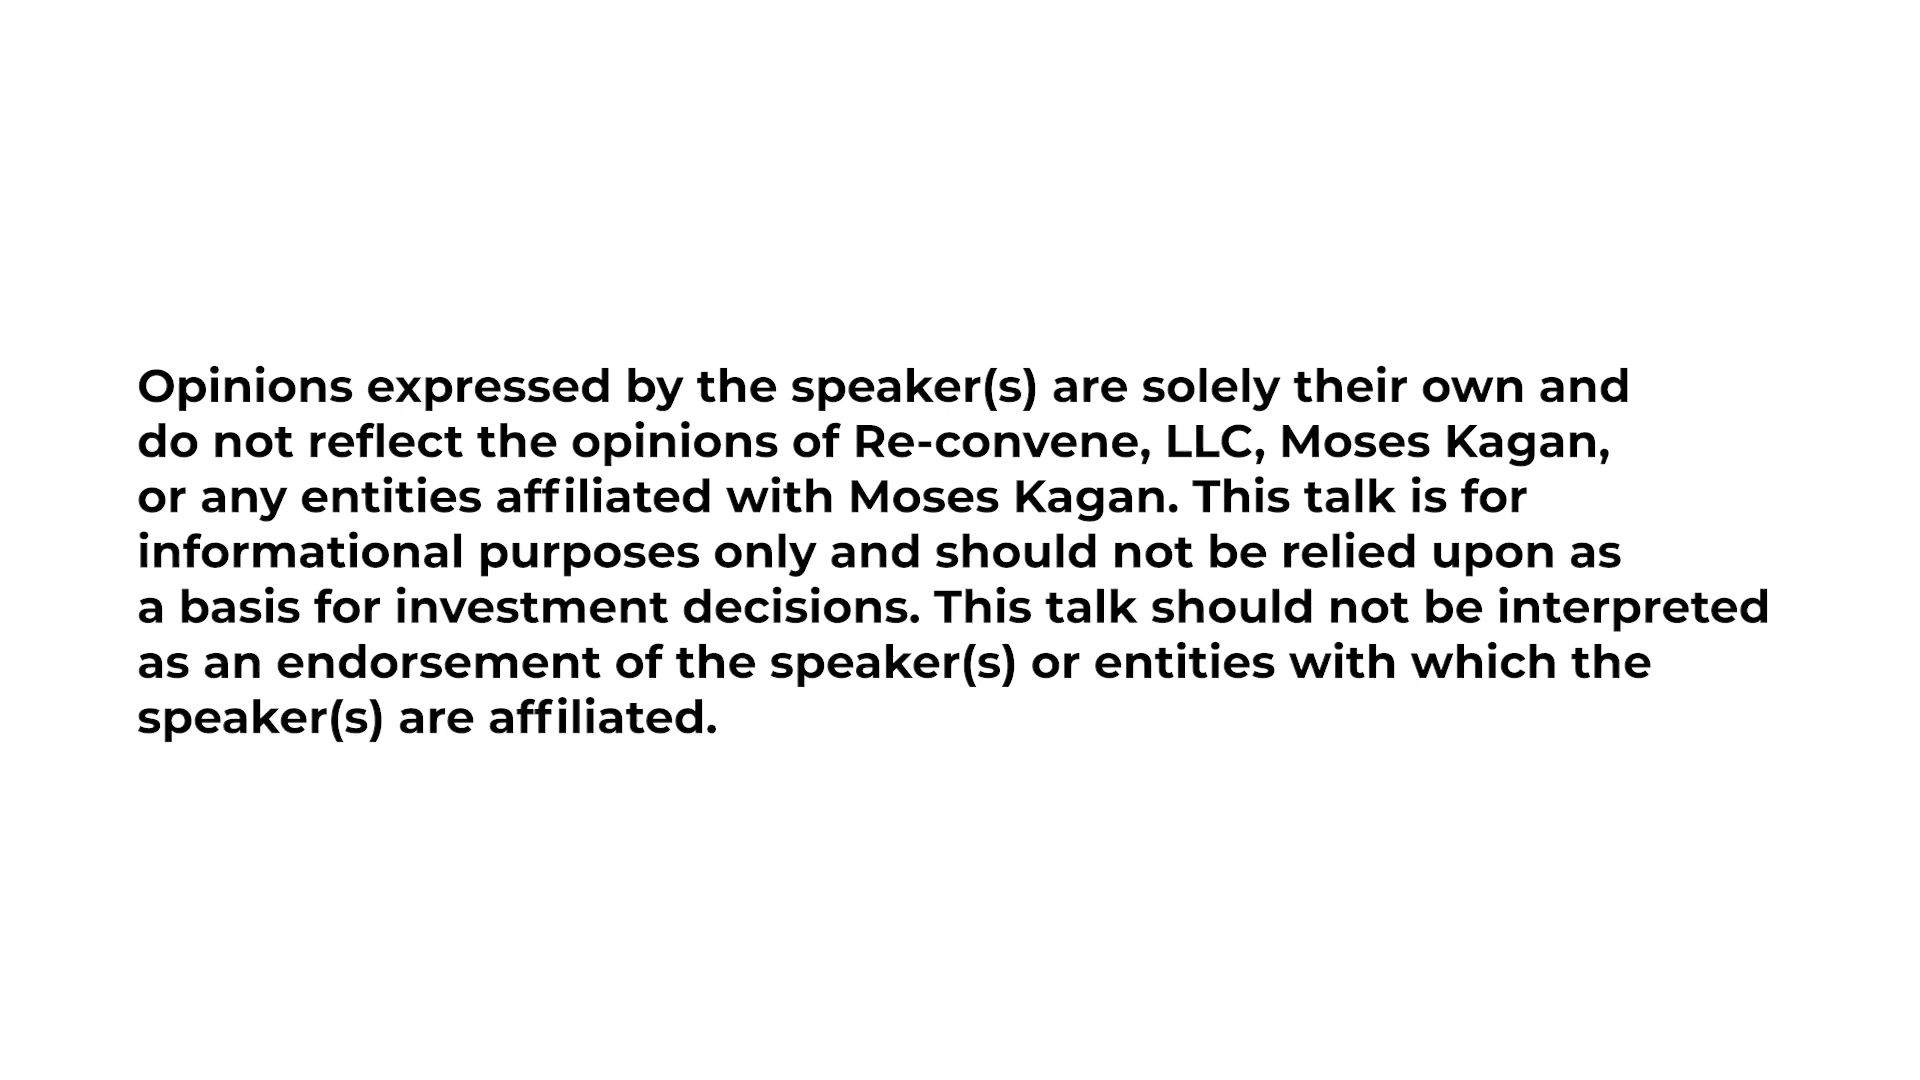 Opinions expressed by the speaker(s) are solely their own and
do not reflect the opinions of Re-convene, LLC, Moses Kagan,
or any entities affiliated with Moses Kagan. This talk is for
informational purposes only and should not be relied upon as
a basis for investment decisions. This talk should not be interpreted
as an endorsement of the speaker(s) or entities with which the
speaker(s) are affiliated.